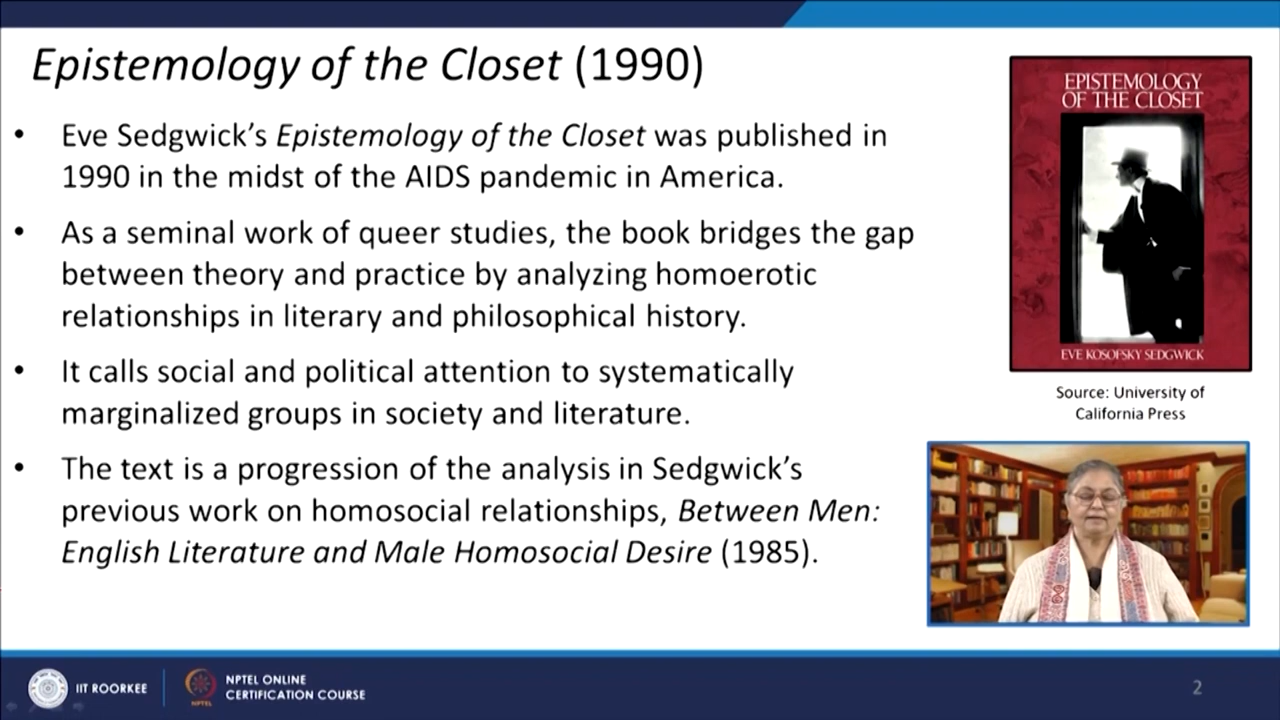 Epistemology of the Closet (1990)
• Eve Sedgwick’s Epistemology of the Closet was published in
1990 in the midst of the AIDS pandemic in America.
• As a seminal work of queer studies, the book bridges the gap
between theory and practice by analyzing homoerotic
relationships in literary and philosophical history.
• It calls social and political attention to systematically
marginalized groups in society and literature.
• The text is a progression of the analysis in Sedgwick’s
previous work on homosocial relationships, Between Men:
English Literature and Male Homosocial Desire (1985).
EPISTEMOLOGY
OF THE CLOSET
EVE KOSOFSKY SEDGWICK
Source: University of
California Press
IIT ROORKEE
NPTEL
NPTEL ONLINE
CERTIFICATION COURSE
2